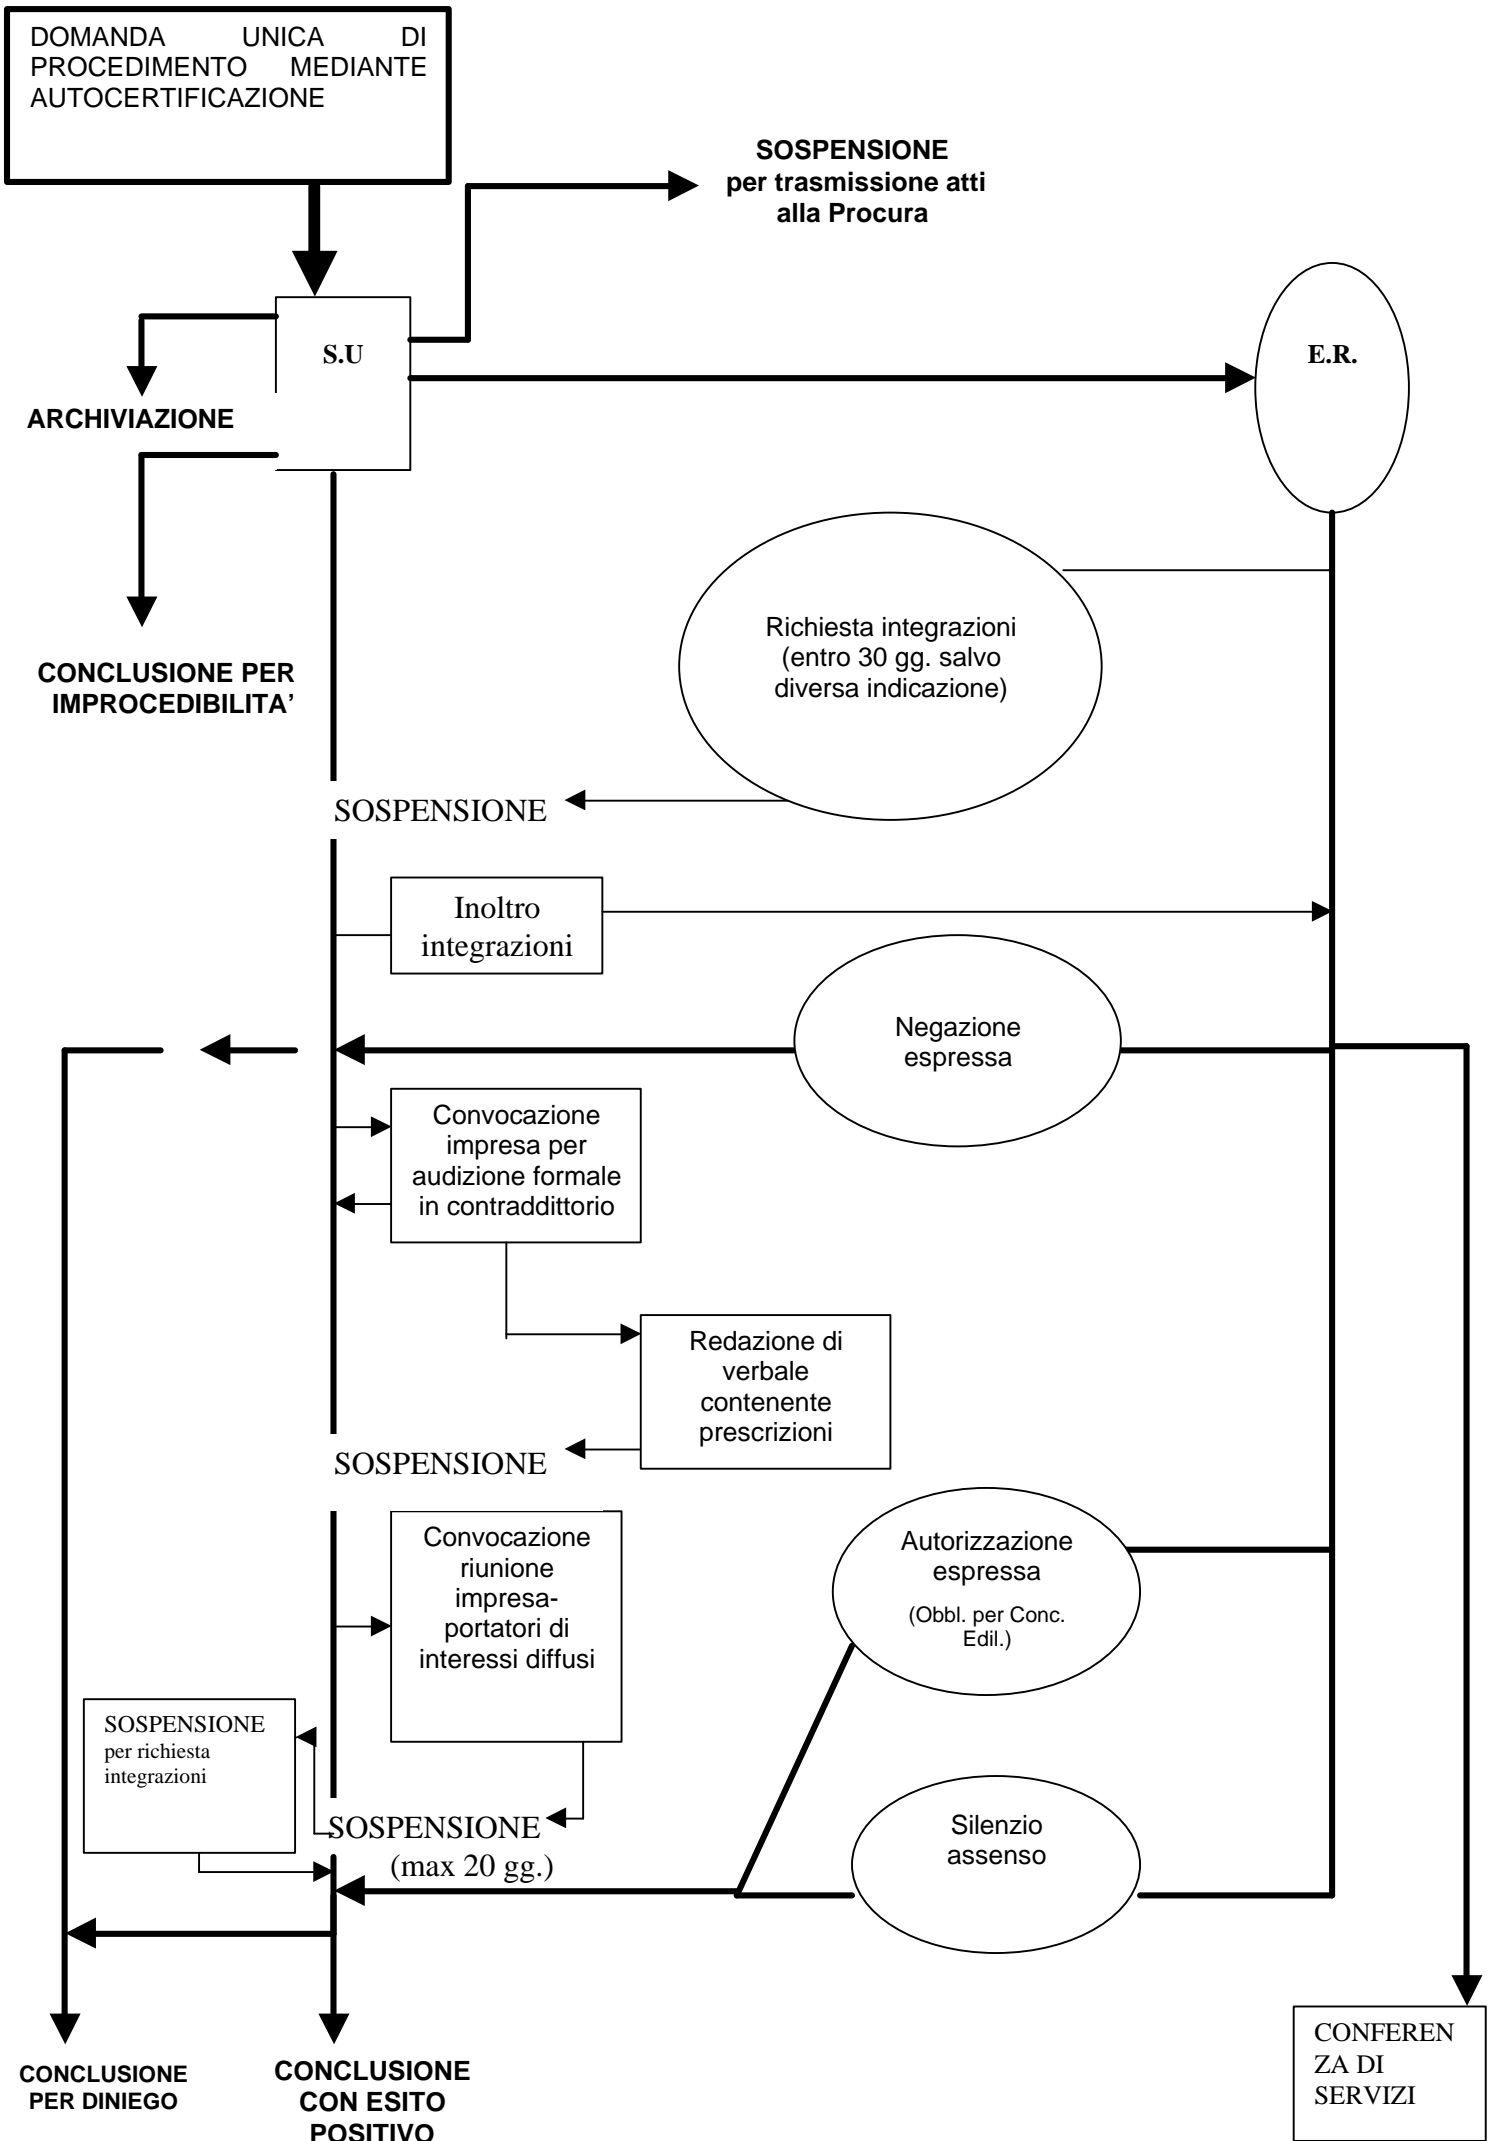 DOMANDA UNICA DI
PROCEDIMENTO MEDIANTE
AUTOCERTIFICAZIONE
SOSPENSIONE
per trasmissione atti
alla Procura
S.U
E.R.
ARCHIVIAZIONE
Richiesta integrazioni
(entro 30 gg. salvo
diversa indicazione)
CONCLUSIONE PER
IMPROCEDIBILITA’
SOSPENSIONE
Inoltro
integrazioni
Negazione
espressa
Convocazione
impresa per
audizione formale
in contraddittorio
Redazione di
verbale
contenente
prescrizioni
SOSPENSIONE
Convocazione
riunione
impresa-
portatori di
interessi diffusi
Autorizzazione
espressa
(Obbl. per Conc.
Edil.)
SOSPENSIONE
per richiesta
integrazioni
SOSPENSIONE
(max 20 gg.)
Silenzio
assenso
CONCLUSIONE
PER DINIEGO
CONCLUSIONE
CON ESITO
POSITIVO
CONFEREN
ZA DI
SERVIZI